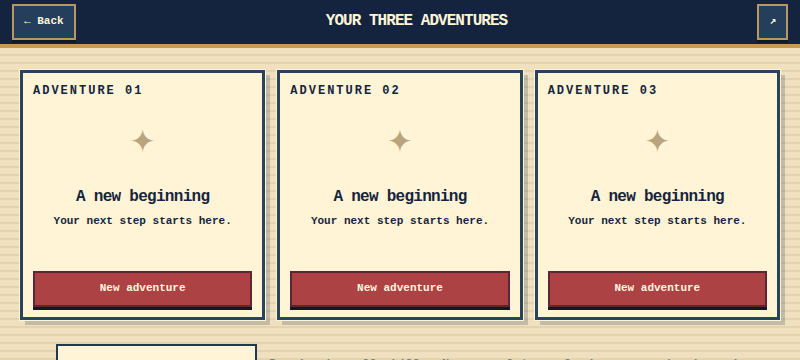 ← Back
YOUR THREE ADVENTURES
↗
ADVENTURE 01
A new beginning
Your next step starts here.
New adventure
ADVENTURE 02
A new beginning
Your next step starts here.
New adventure
ADVENTURE 03
A new beginning
Your next step starts here.
New adventure